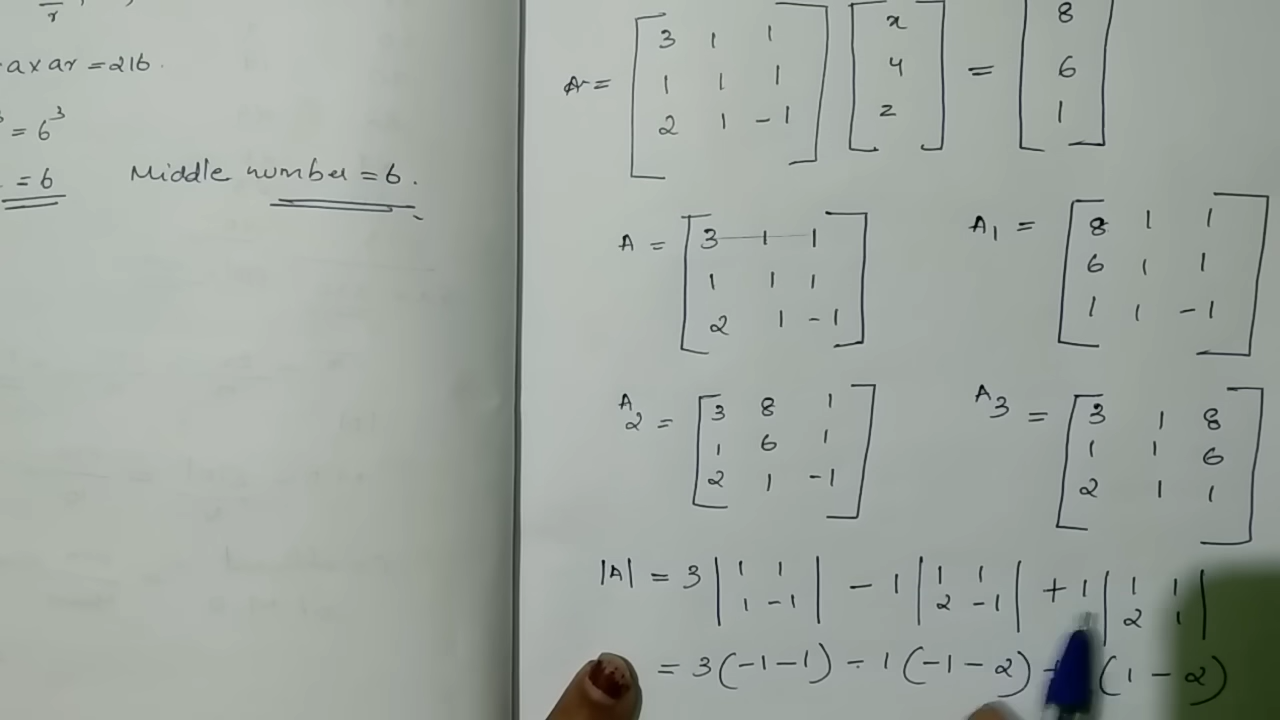 r
a x ar = 216.
= 6³
= 6 Middle number = 6.
A = [3 1 1; 1 1 1; 2 1 -1] [x; y; z] = [8; 6; 1]
A = [3 1 1; 1 1 1; 2 1 -1] A1 = [8 1 1; 6 1 1; 1 1 -1]
A2 = [3 8 1; 1 6 1; 2 1 -1] A3 = [3 1 8; 1 1 6; 2 1 1]
|A| = 3 |1 1; 1 -1| - 1 |1 1; 2 -1| + 1 |1 1; 2 1|
= 3(-1-1) - 1(-1-2) + (1-2)